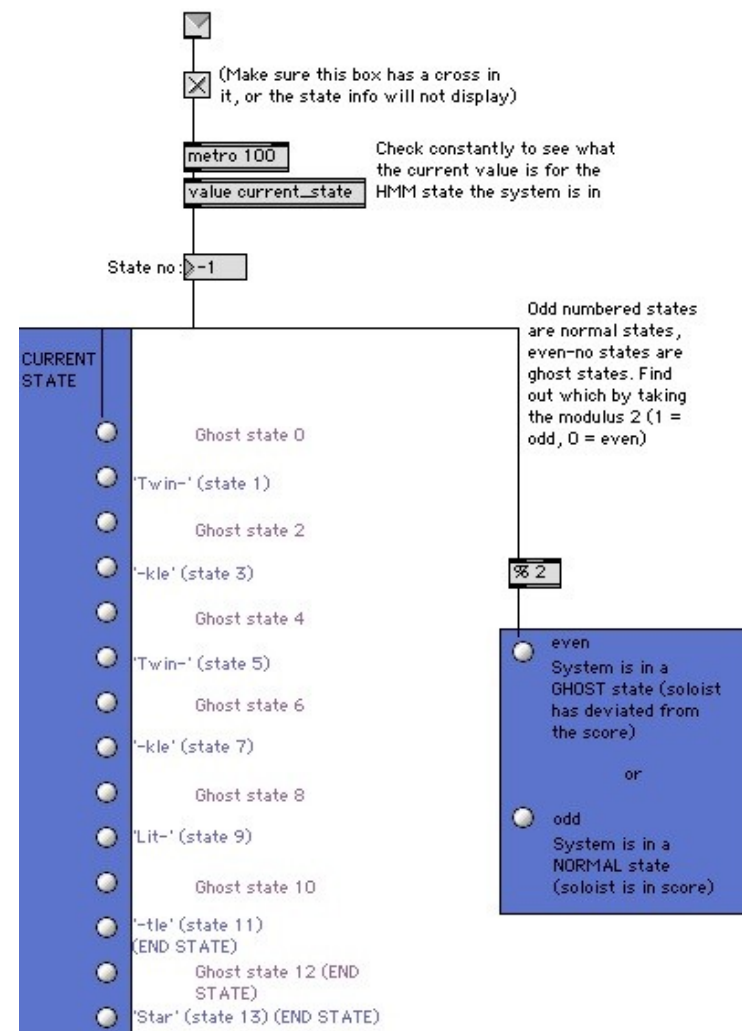 (Make sure this box has a cross in
it, or the state info will not display)
metro 100
Check constantly to see what
the current value is for the
HMM state the system is in
value current_state
State no: -1
Odd numbered states
are normal states,
even-no states are
ghost states. Find
out which by taking
the modulus 2 (1 =
odd, 0 = even)
CURRENT
STATE
Ghost state 0
'Twin-' (state 1)
Ghost state 2
'-kle' (state 3)
Ghost state 4
'Twin-' (state 5)
Ghost state 6
'-kle' (state 7)
Ghost state 8
'Lit-' (state 9)
Ghost state 10
'-tle' (state 11)
(END STATE)
Ghost state 12 (END
STATE)
'Star' (state 13) (END STATE)
% 2
even
System is in a
GHOST state (soloist
has deviated from
the score)
or
odd
System is in a
NORMAL state
(soloist is in score)